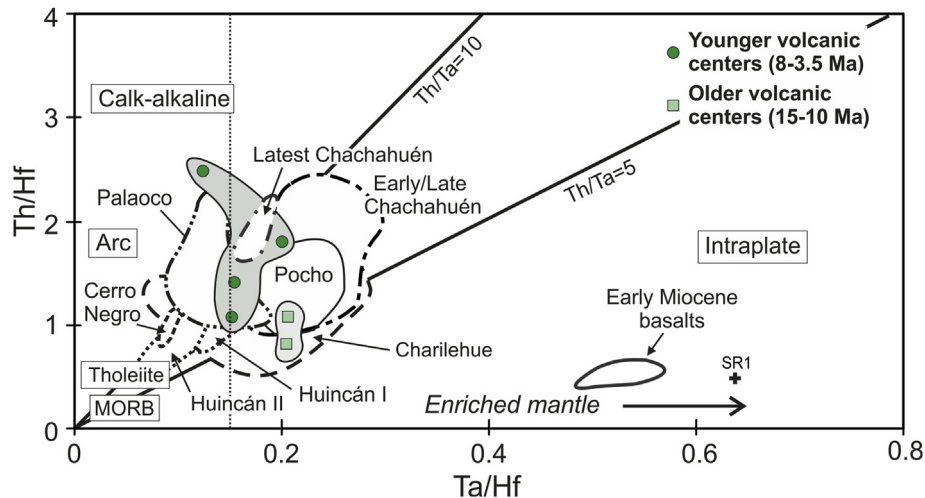 4
3
2
1
0
Th/Hf
0
0.2
0.4
0.6
0.8
Ta/Hf
Calk-alkaline
Th/Ta=10
Younger volcanic
centers (8-3.5 Ma)
Older volcanic
centers (15-10 Ma)
Latest Chachahuén
Early/Late
Chachahuén
Th/Ta=5
Palaoco
Arc
Intraplate
Pocho
Cerro
Negro
Early Miocene
basalts
Charilehue
SR1
Tholeiite
Huincán I
Huincán II
MORB
Enriched mantle